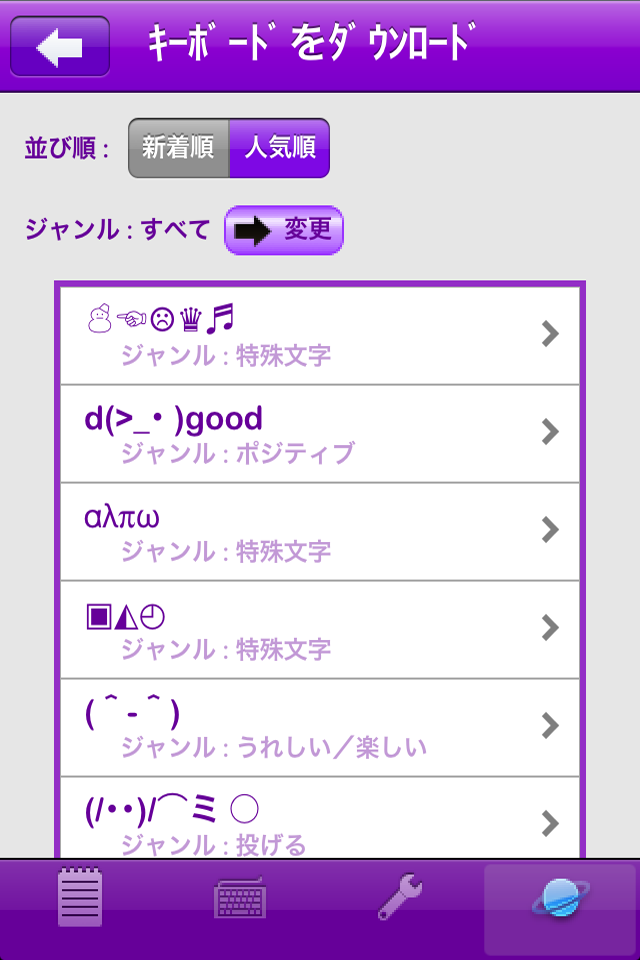 ｷｰﾎﾞｰﾄﾞをﾀﾞｳﾝﾛｰﾄﾞ
並び順 : 新着順 人気順
ジャンル : すべて 変更
☃☜☹♛♬
ジャンル : 特殊文字
d(>_・ )good
ジャンル : ポジティブ
αλπω
ジャンル : 特殊文字
▣◭◴
ジャンル : 特殊文字
( ＾-＾)
ジャンル : うれしい／楽しい
(/・・)/⌒ミ ○
ジャンル : 投げる